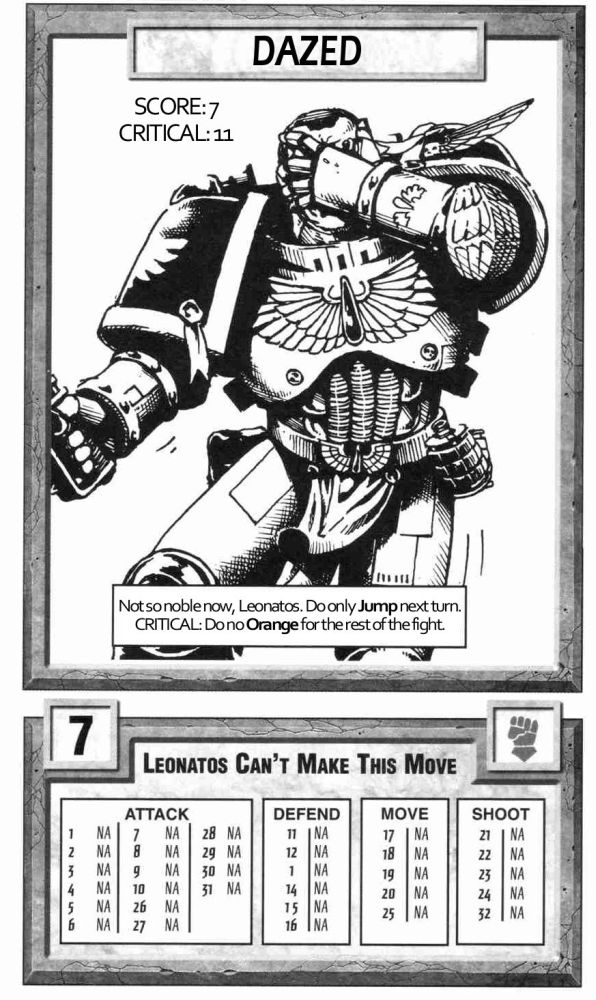 DAZED
SCORE: 7
CRITICAL: 11
Not so noble now, Leonatos. Do only Jump next turn.
CRITICAL: Do no Orange for the rest of the fight.
7
LEONATOS CAN'T MAKE THIS MOVE
ATTACK
1 NA 7 NA 28 NA
2 NA 8 NA 29 NA
3 NA 9 NA 30 NA
4 NA 10 NA 31 NA
5 NA 26 NA
6 NA 27 NA
DEFEND
11 NA
12 NA
1 NA
14 NA
15 NA
16 NA
MOVE
17 NA
18 NA
19 NA
20 NA
25 NA
SHOOT
21 NA
22 NA
23 NA
24 NA
32 NA